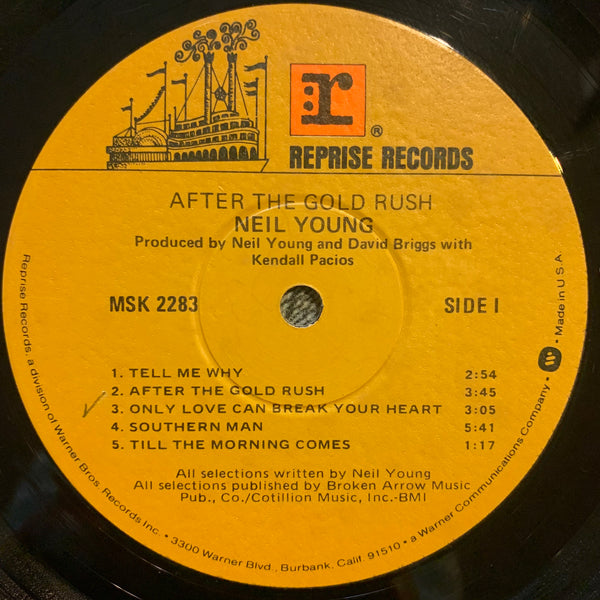 r
®
REPRISE RECORDS
AFTER THE GOLD RUSH
NEIL YOUNG
Produced by Neil Young and David Briggs with
Kendall Pacios
MSK 2283 SIDE I
1. TELL ME WHY 2:54
2. AFTER THE GOLD RUSH 3:45
3. ONLY LOVE CAN BREAK YOUR HEART 3:05
4. SOUTHERN MAN 5:41
5. TILL THE MORNING COMES 1:17
All selections written by Neil Young
All selections published by Broken Arrow Music
Pub., Co./Cotillion Music, Inc.-BMI
Reprise Records, a division of Warner Bros. Records Inc. • 3300 Warner Blvd., Burbank, Calif. 91510 • a Warner Communications Company. • W • Made in U.S.A.